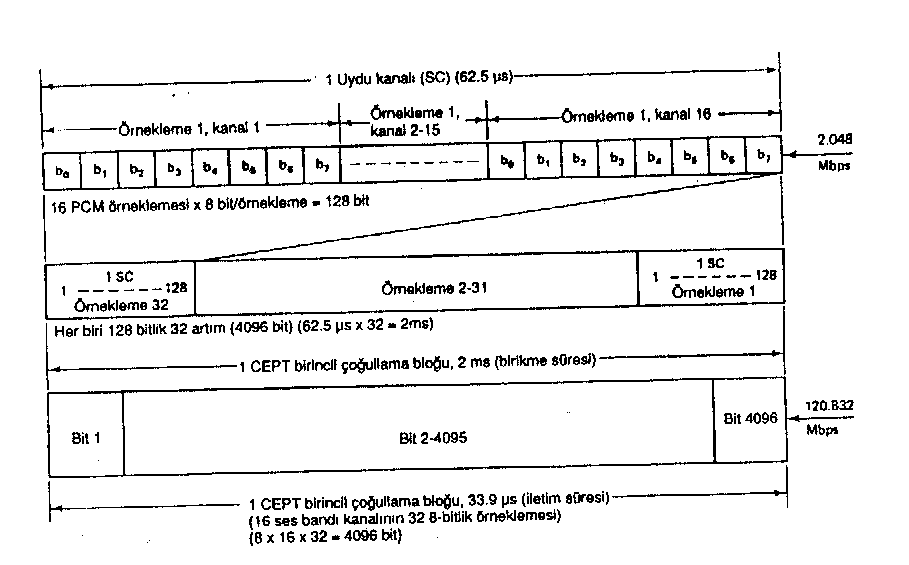 1 Uydu kanalı (SC) (62.5 µs)
Örnekleme 1, kanal 1
Örnekleme 1,
kanal 2-15
Örnekleme 1, kanal 16
b₀ b₁ b₂ b₃ b₄ b₅ b₆ b₇ b₀ b₁ b₂ b₃ b₄ b₅ b₆ b₇
2.048
Mbps
16 PCM örneklemesi x 8 bit/örnekleme = 128 bit
1 SC
1 -------- 128
Örnekleme 32
Örnekleme 2-31
1 SC
1 -------- 128
Örnekleme 1
Her biri 128 bitlik 32 artım (4096 bit) (62.5 µs x 32 = 2ms)
1 CEPT birincil çoğullama bloğu, 2 ms (birikme süresi)
Bit 1
Bit 2-4095
Bit 4096
120.832
Mbps
1 CEPT birincil çoğullama bloğu, 33.9 µs (iletim süresi)
(16 ses bandı kanalının 32 8-bitlik örneklemesi)
(8 x 16 x 32 = 4096 bit)